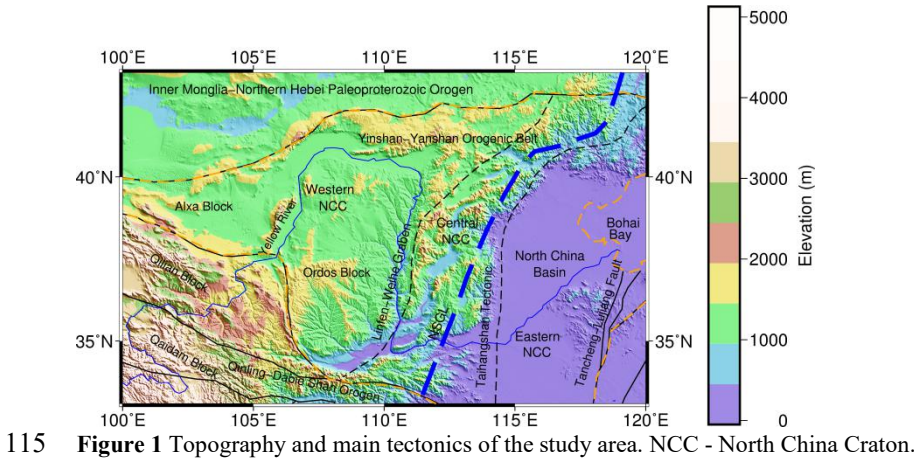 100°E 105°E 110°E 115°E 120°E
5000
4000
3000
2000
1000
0
Elevation (m)
40°N 40°N
35°N 35°N
Inner Monglia-Northern Hebei Paleoproterozoic Orogen
Yinshan-Yanshan Orogenic Belt
Western
NCC
Alxa Block
Yellow River
Central
NCC
Bohai
Bay
Qilian Block
Ordos Block
North China
Basin
Linfen-Weihe Graben
NSGL
Taihangshan Tectonic
Eastern
NCC
Tancheng-Lujiang Fault
Qaidam Block
Qinling-Dabie Shan Orogen
100°E 105°E 110°E 115°E 120°E
115 Figure 1 Topography and main tectonics of the study area. NCC - North China Craton.